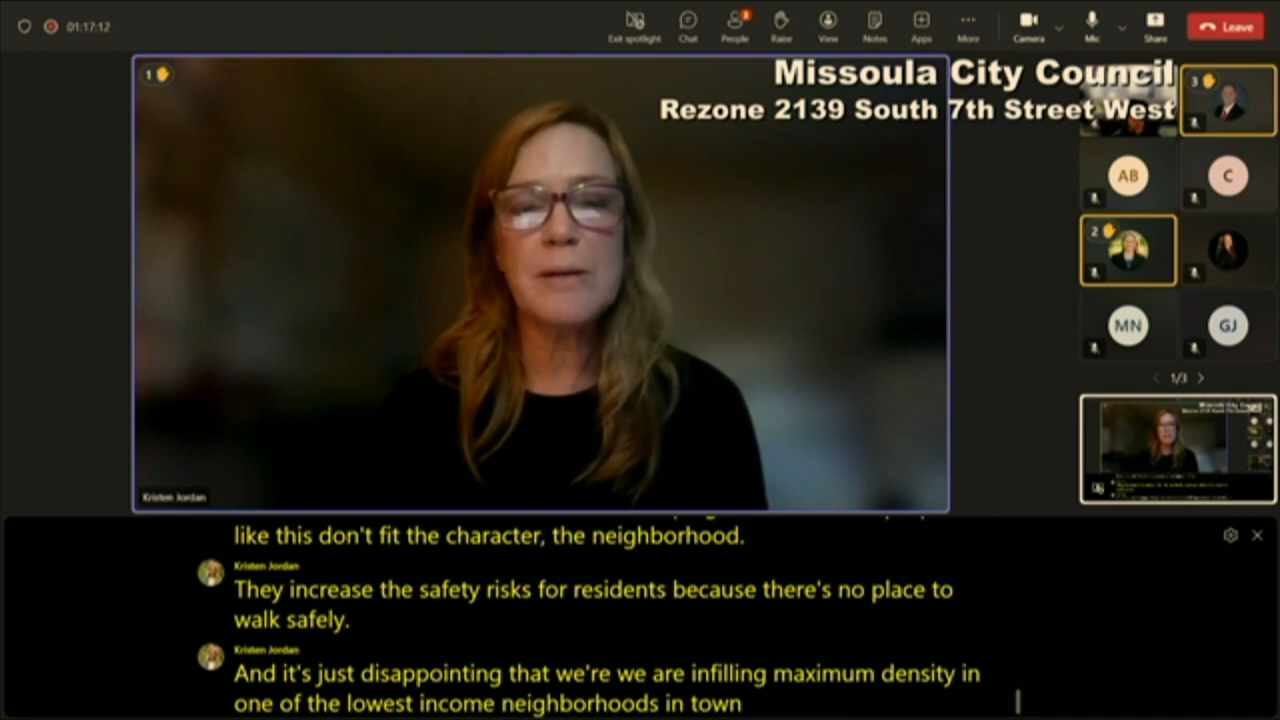 01:17:12
Exit spotlight
Chat
People
3
Raise
View
Notes
Apps
More
Camera
Mic
Share
Leave
1
Missoula City Council
Rezone 2139 South 7th Street West
3
AB
C
2
MN
GJ
1/3
Kristen Jordan
like this don't fit the character, the neighborhood.
Kristen Jordan
They increase the safety risks for residents because there's no place to
walk safely.
Kristen Jordan
And it's just disappointing that we're we are infilling maximum density in
one of the lowest income neighborhoods in town